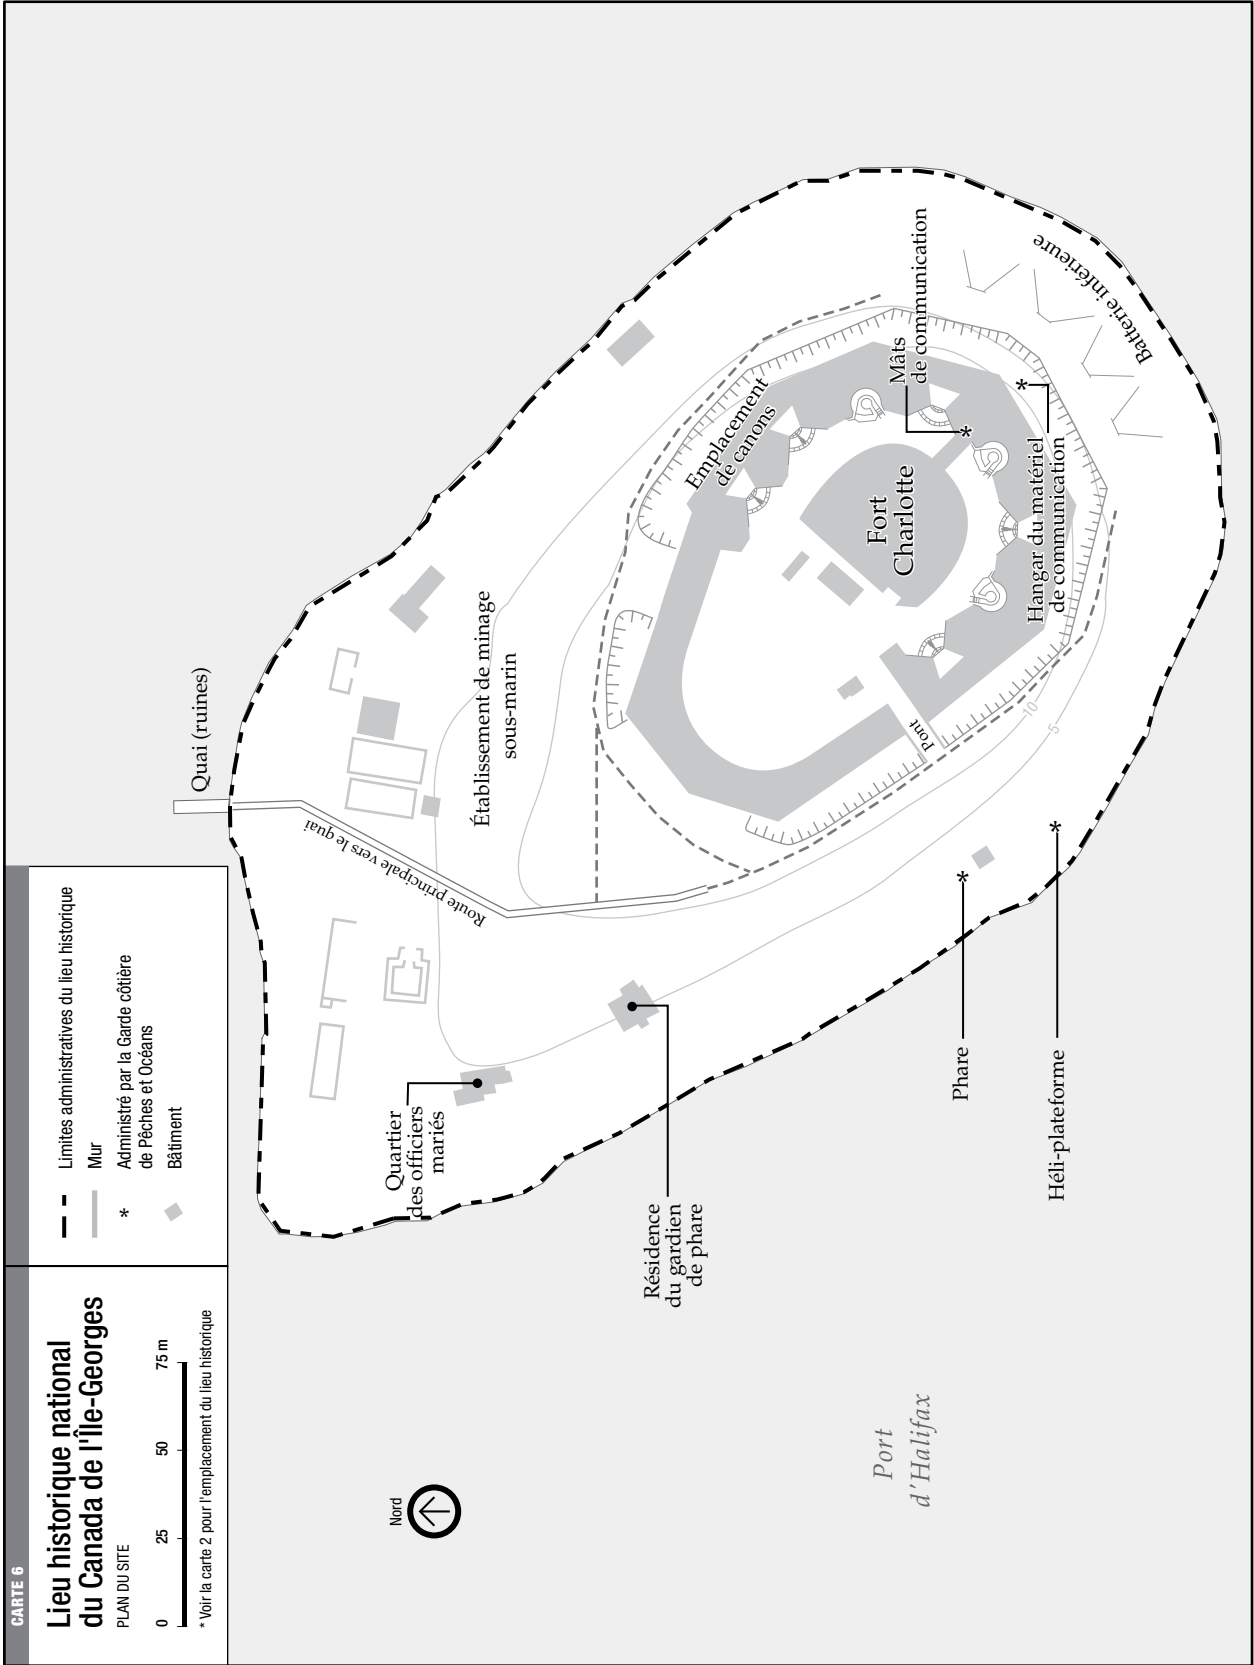 CARTE 6
Lieu historique national
du Canada de l'Île-Georges
PLAN DU SITE
0 25 50 75 m
* Voir la carte 2 pour l'emplacement du lieu historique
Limites administratives du lieu historique
Mur
* Administré par la Garde côtière
de Pêches et Océans
Bâtiment
Nord
Quai (ruines)
Route principale vers le quai
Établissement de minage
sous-marin
Quartier
des officiers
mariés
Résidence
du gardien
de phare
Emplacement
de canons
Mâts
de communication
*
Fort
Charlotte
Hangar du matériel
de communication
*
Batterie inférieure
Pont
10
5
Phare
*
Héli-plateforme
*
Port
d'Halifax